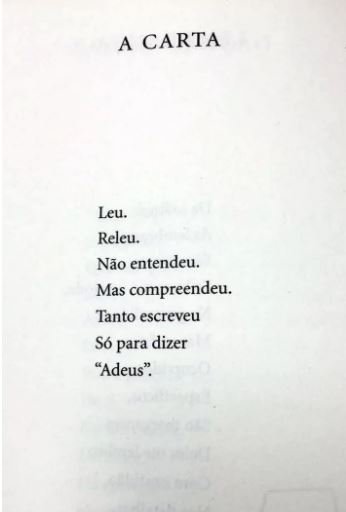 A CARTA
Leu.
Releu.
Não entendeu.
Mas compreendeu.
Tanto escreveu
Só para dizer
“Adeus”.